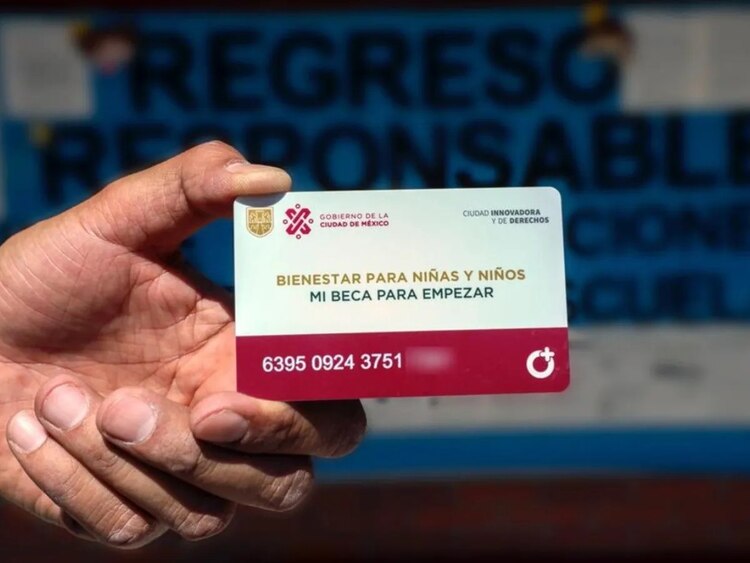 REGRESO
RESPONSABLE
GOBIERNO DE LA
CIUDAD DE MÉXICO
CIUDAD INNOVADORA
Y DE DERECHOS
BIENESTAR PARA NIÑAS Y NIÑOS
MI BECA PARA EMPEZAR
6395 0924 3751